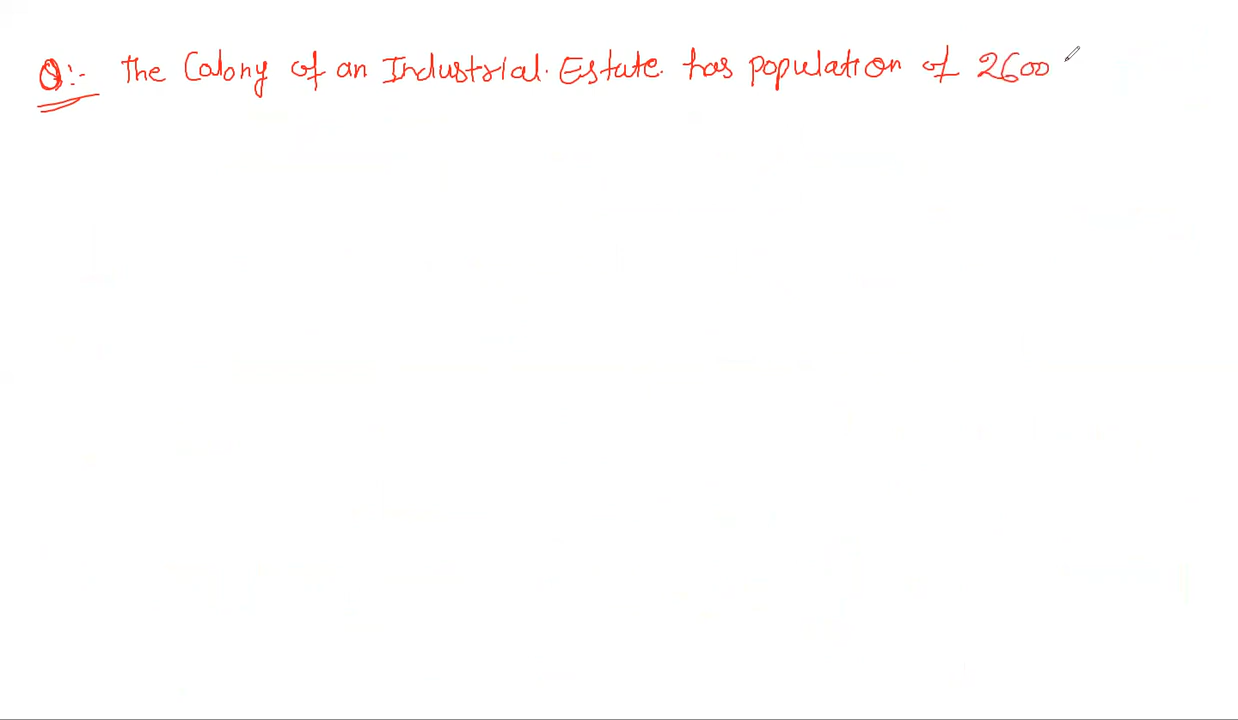 Q:- The Colony of an Industrial. Estate. has population of 2600